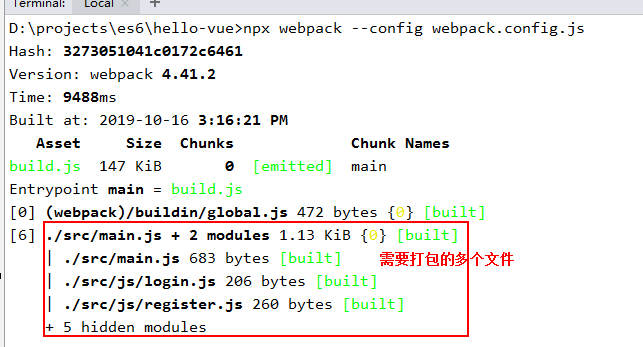 Terminal: Local × +
D:\projects\es6\hello-vue>npx webpack --config webpack.config.js
Hash: 3273051041c0172c6461
Version: webpack 4.41.2
Time: 9488ms
Built at: 2019-10-16 3:16:21 PM
Asset Size Chunks Chunk Names
build.js 147 KiB 0 [emitted] main
Entrypoint main = build.js
[0] (webpack)/buildin/global.js 472 bytes {0} [built]
[6] ./src/main.js + 2 modules 1.13 KiB {0} [built]
| ./src/main.js 683 bytes [built] 需要打包的多个文件
| ./src/js/login.js 206 bytes [built]
| ./src/js/register.js 260 bytes [built]
+ 5 hidden modules